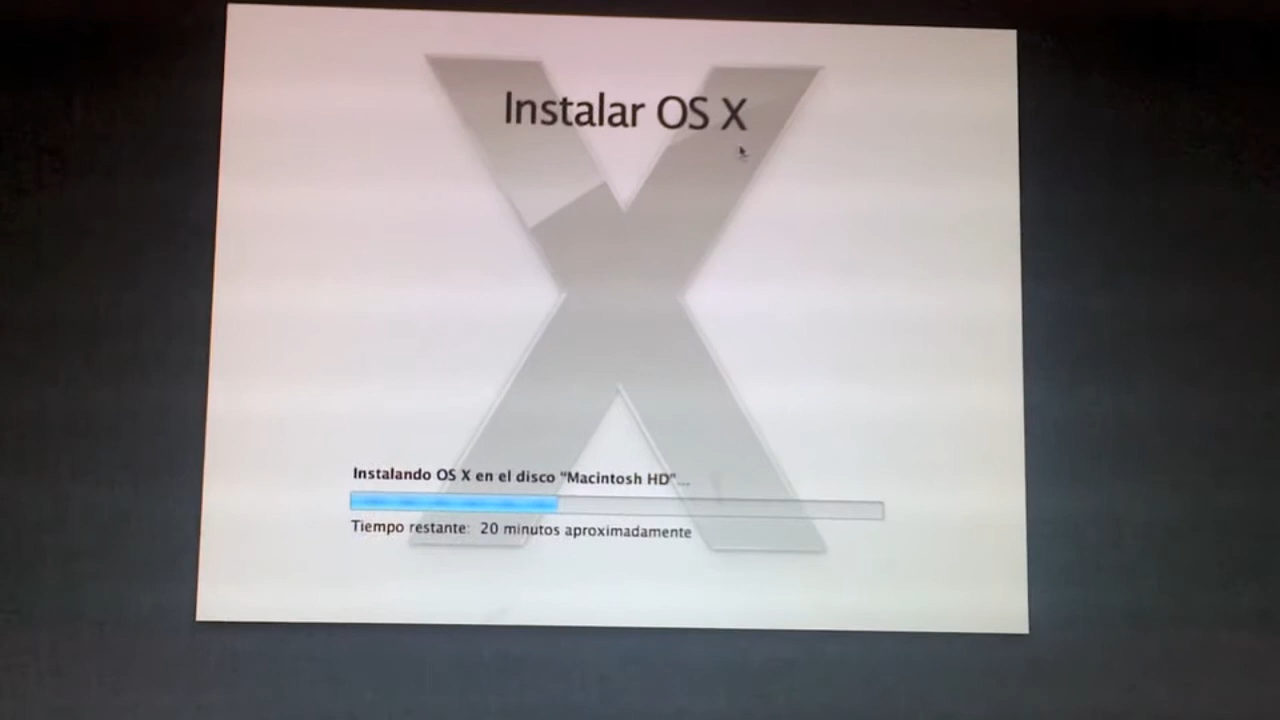 Instalar OS X
Instalando OS X en el disco "Macintosh HD"...
Tiempo restante: 20 minutos aproximadamente